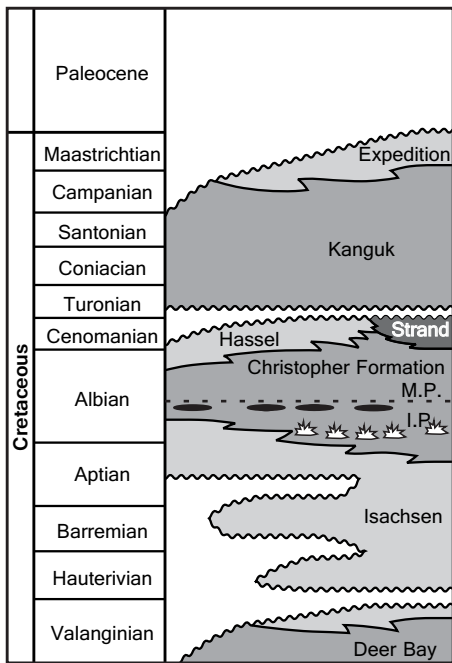 Paleocene
Cretaceous
Maastrichtian
Expedition
Campanian
Santonian
Kanguk
Coniacian
Turonian
Cenomanian
Hassel
Strand
Christopher Formation
M.P.
Albian
I.P.
Aptian
Isachsen
Barremian
Hauterivian
Valanginian
Deer Bay